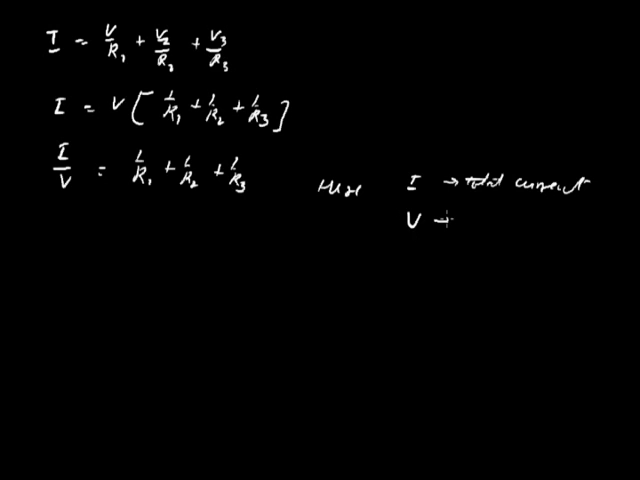 I = V/R₁ + V₂/R₂ + V₃/R₃
I = V [ 1/R₁ + 1/R₂ + 1/R₃ ]
I/V = 1/R₁ + 1/R₂ + 1/R₃
Here I → total current
V →